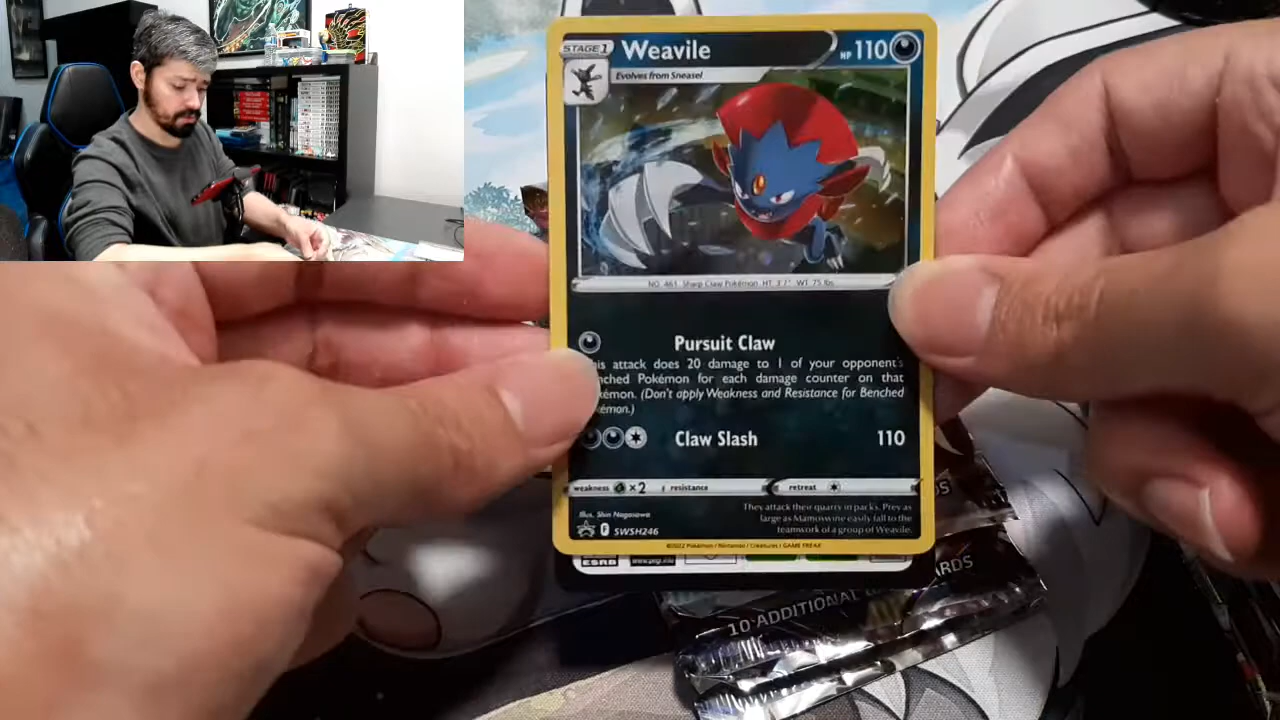 STAGE 1 Weavile HP 110
Evolves from Sneasel
NO. 461 Sharp Claw Pokémon HT: 3'7" WT: 75 lbs
Pursuit Claw
attack does 20 damage to 1 of your opponent's
Pokémon for each damage counter on that
(Don't apply Weakness and Resistance for Benched
Claw Slash 110
weakness ×2 resistance retreat
Illus. Shin Nagasawa
They attack their quarry in packs. Prey as
large as Mamoswine easily fall to the
teamwork of a group of Weavile.
F SWSH246
©2022 Pokémon / Nintendo / Creatures / GAME FREAK
ESRB
10 ADDITIONAL